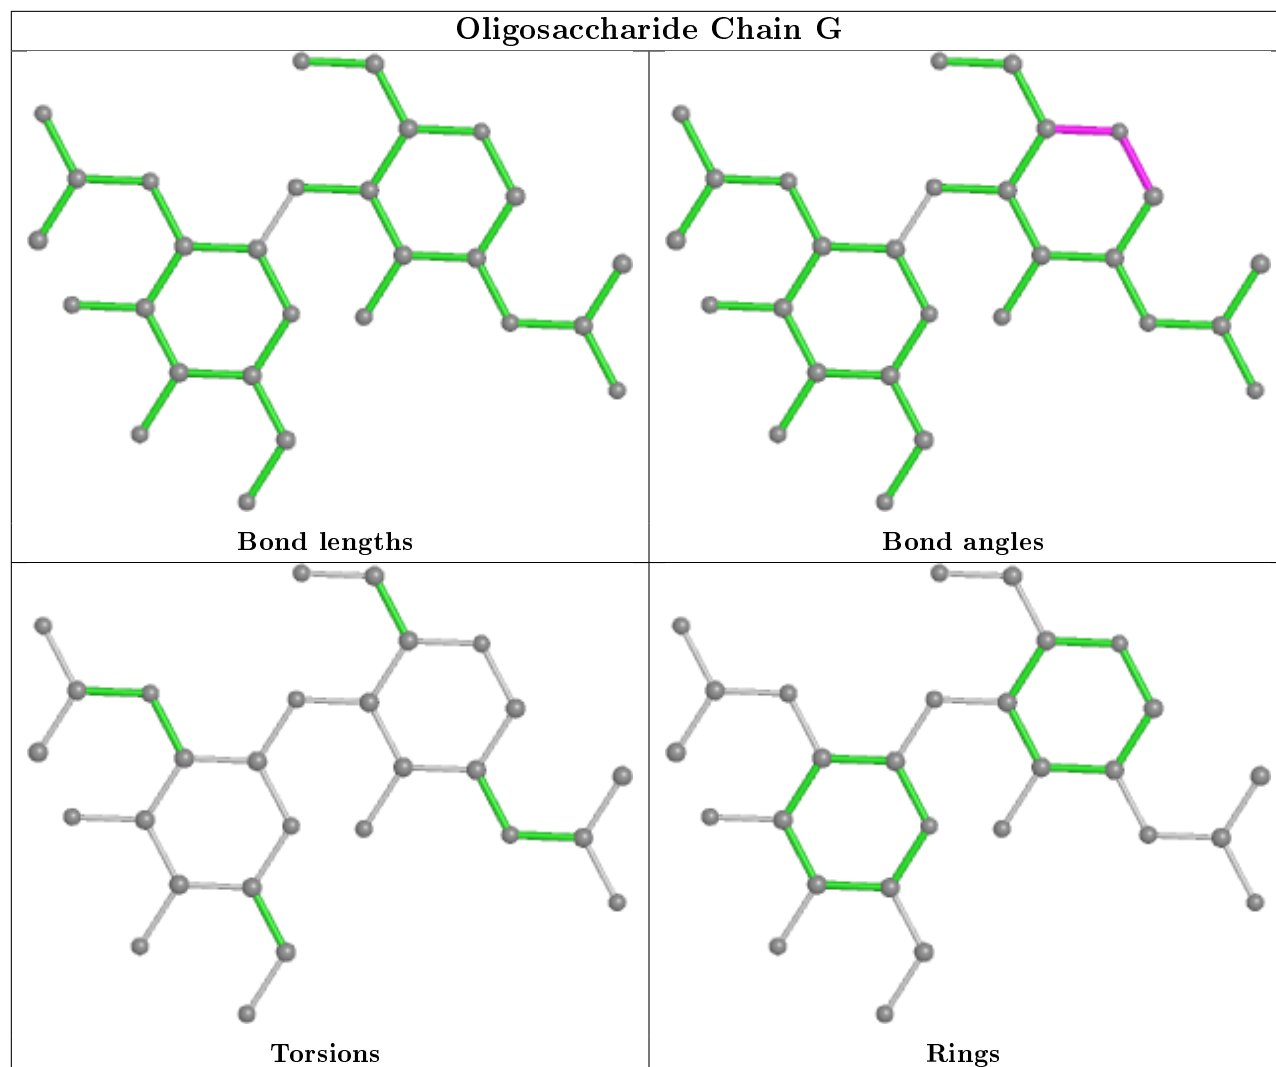 Oligosaccharide Chain G
Bond lengths
Bond angles
Torsions
Rings